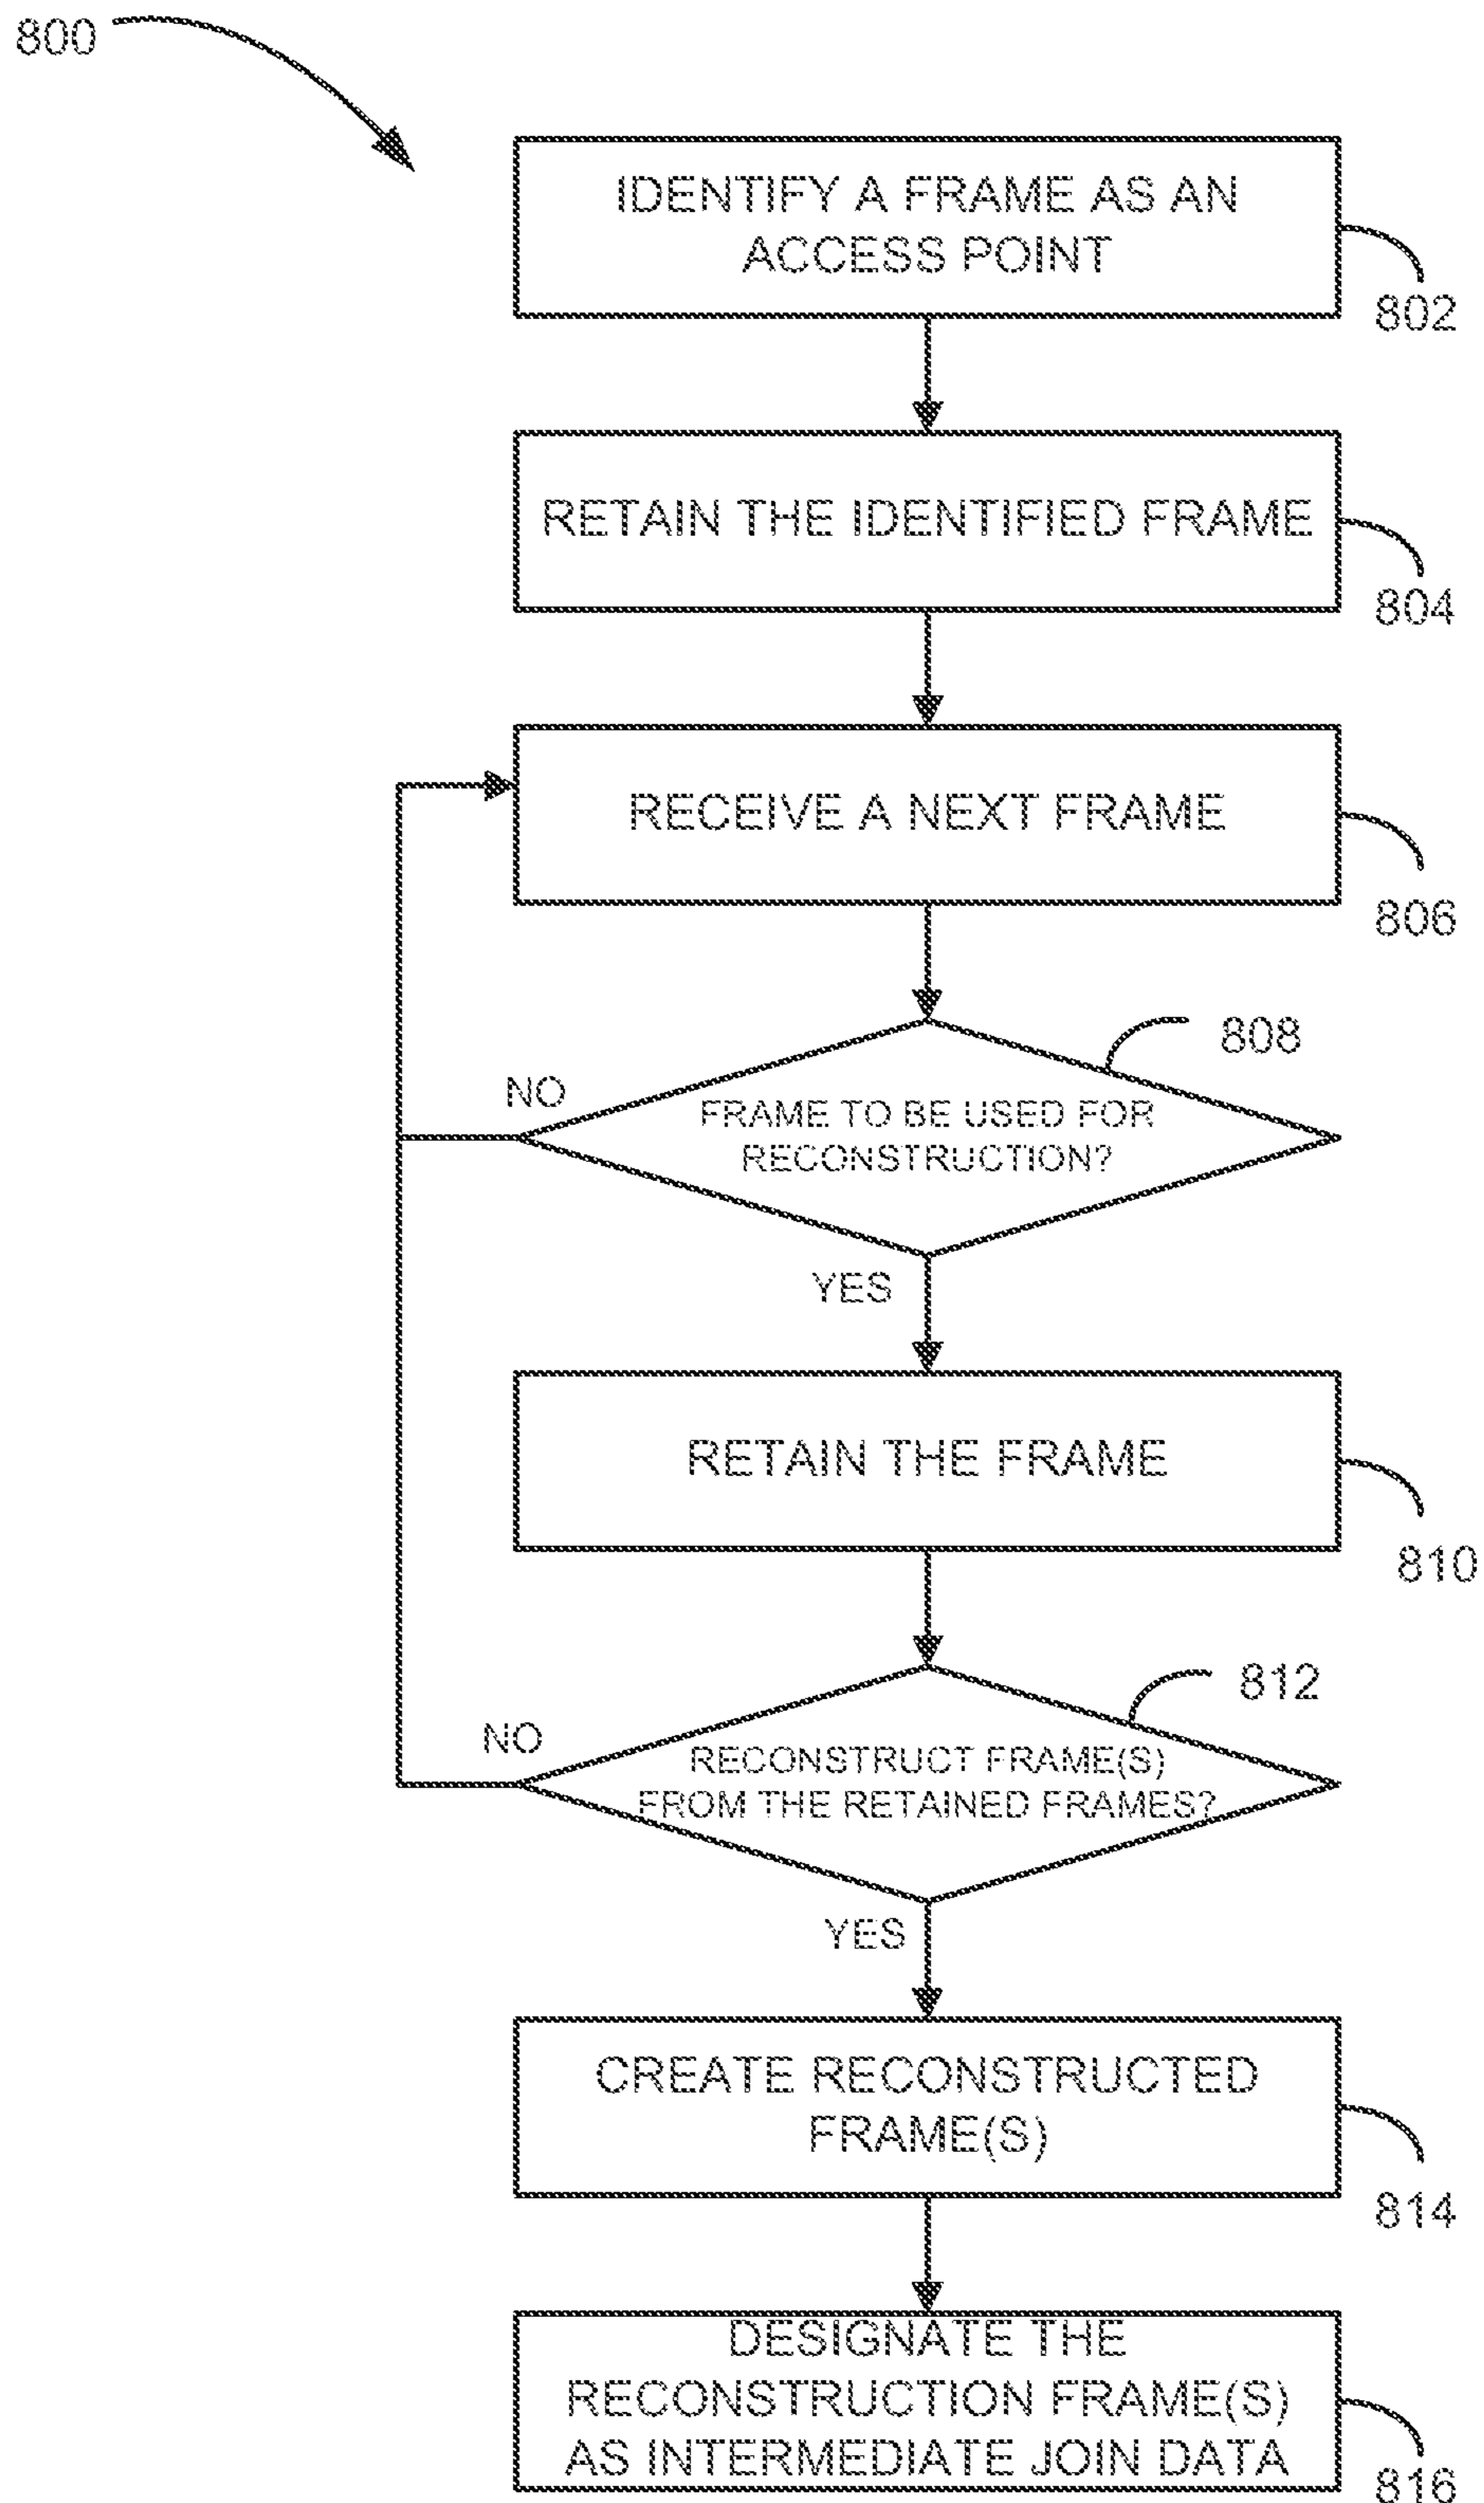 800
IDENTIFY A FRAME AS AN
ACCESS POINT
802
RETAIN THE IDENTIFIED FRAME
804
RECEIVE A NEXT FRAME
806
808
NO
FRAME TO BE USED FOR
RECONSTRUCTION?
YES
RETAIN THE FRAME
810
812
NO
RECONSTRUCT FRAME(S)
FROM THE RETAINED FRAMES?
YES
CREATE RECONSTRUCTED
FRAME(S)
814
DESIGNATE THE
RECONSTRUCTION FRAME(S)
AS INTERMEDIATE JOIN DATA
816